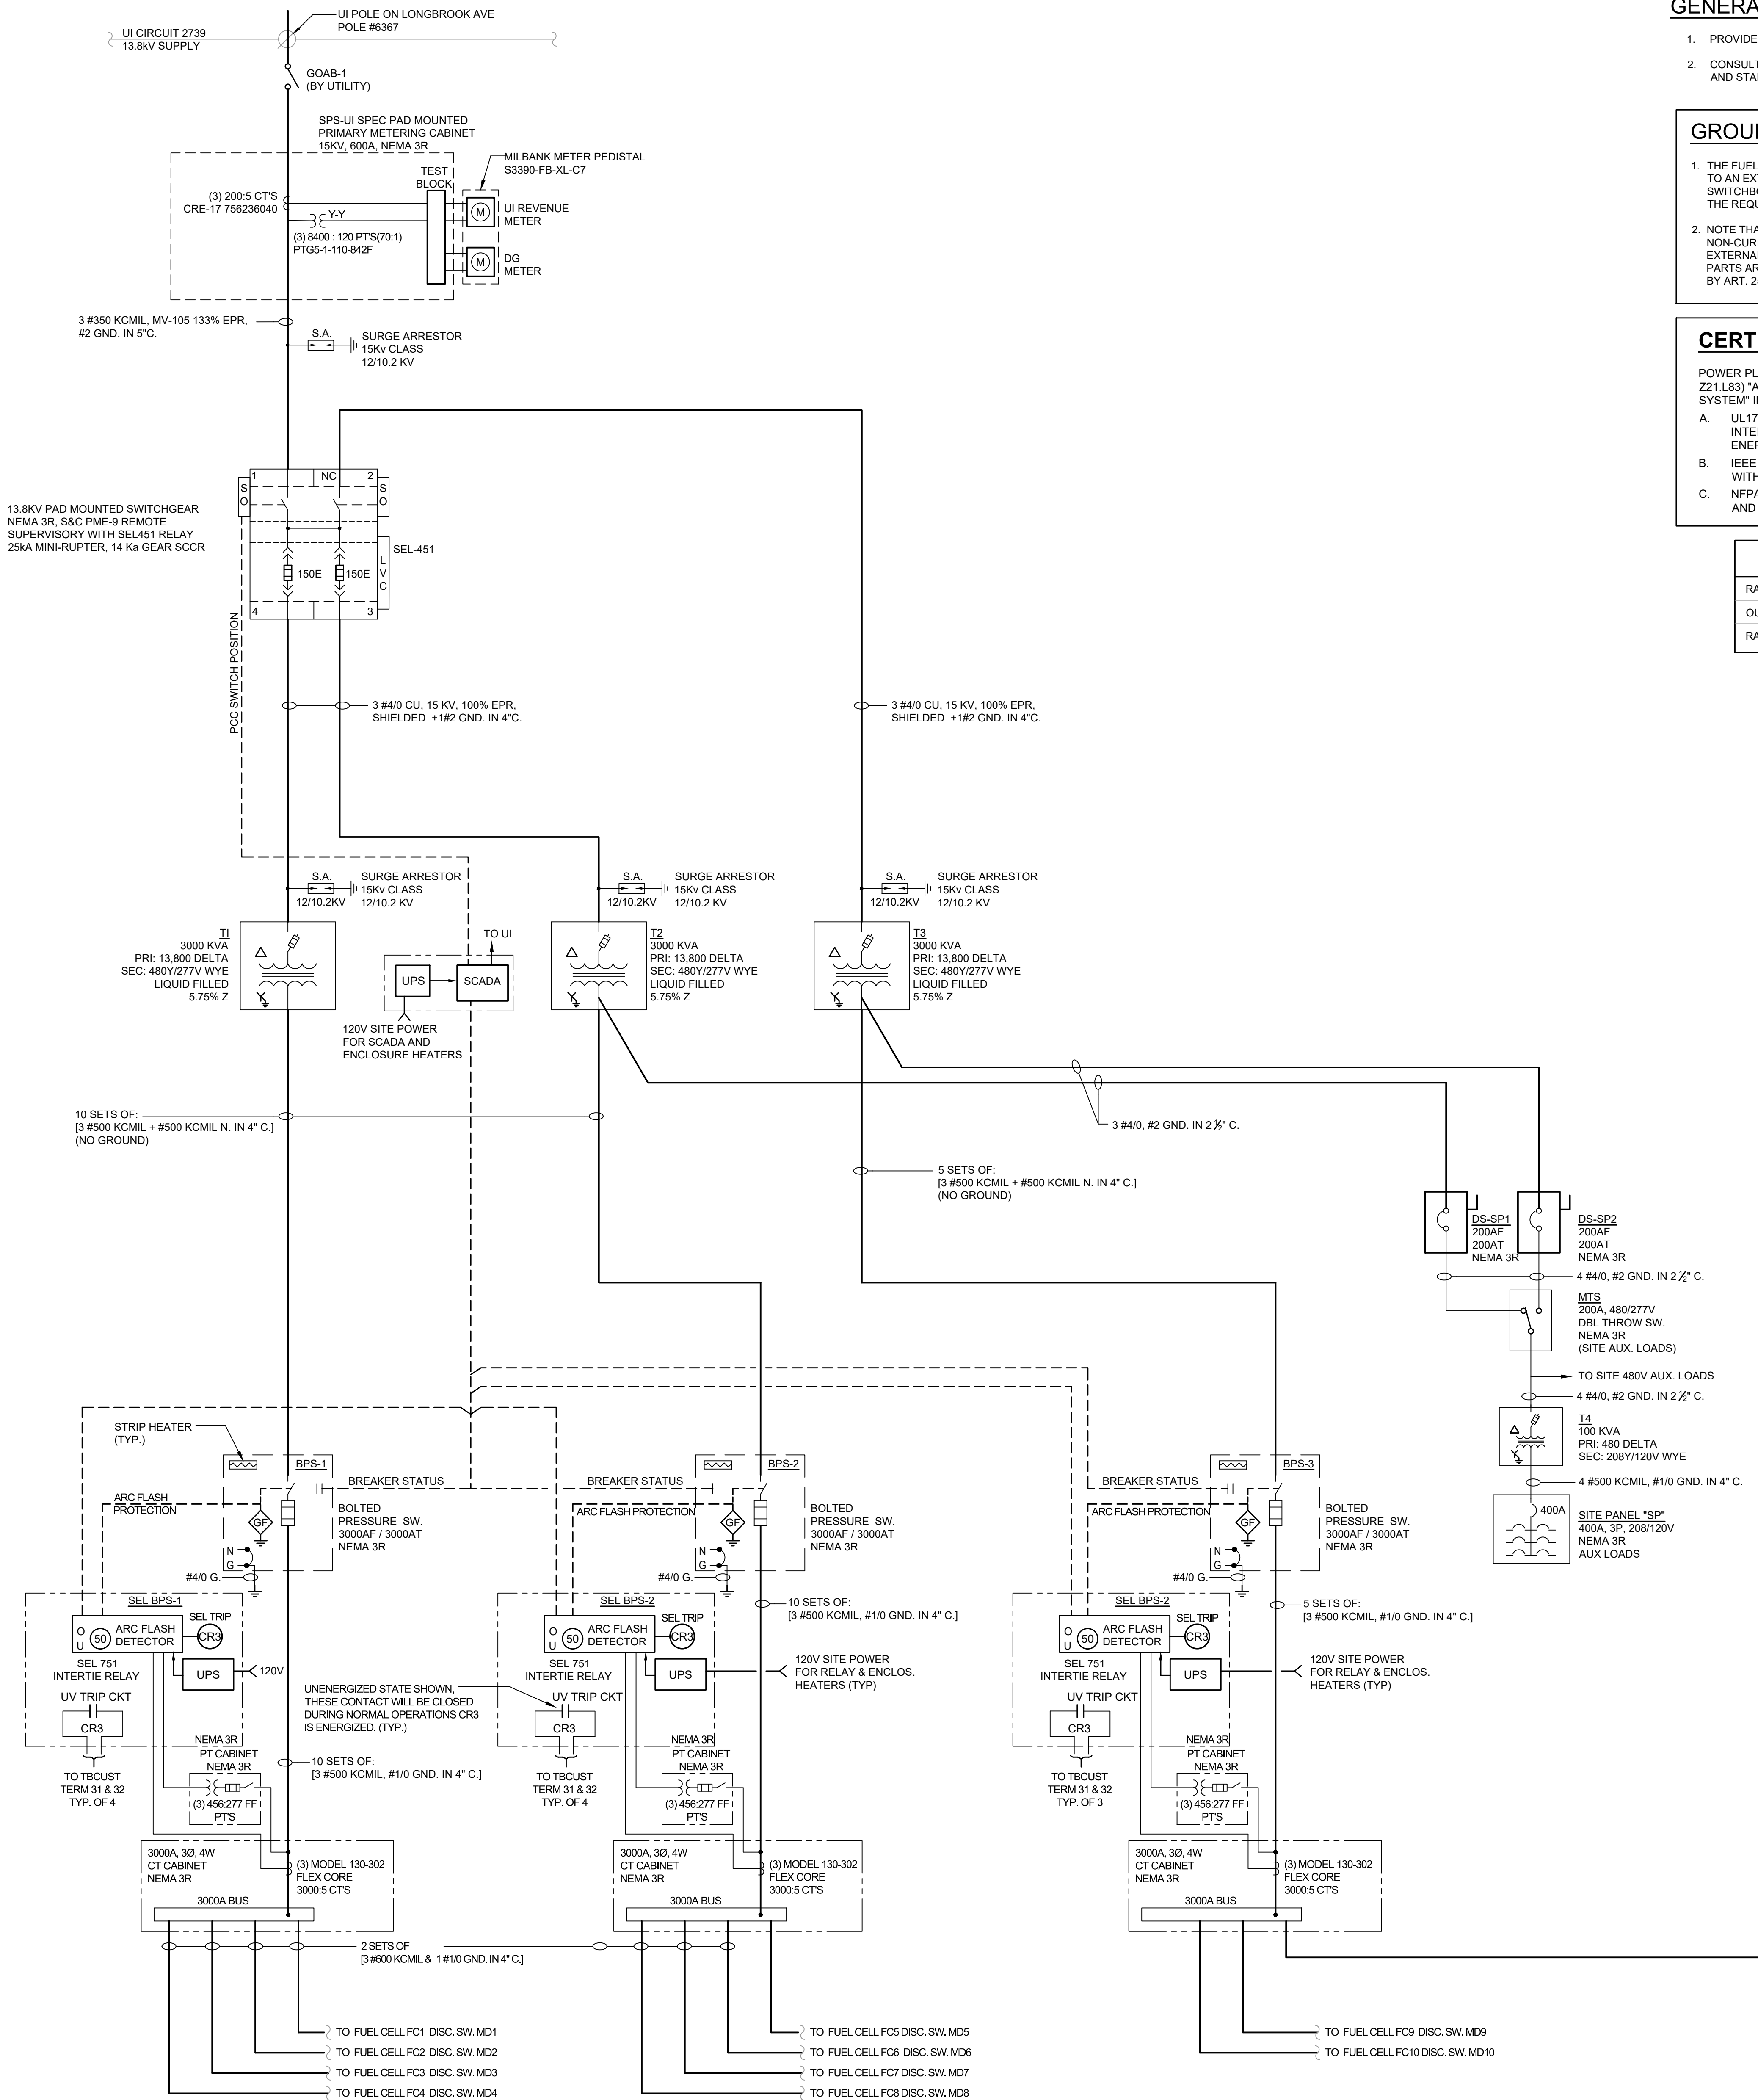 UI POLE ON LONGBROOK AVE
POLE #6367
UI CIRCUIT 2739
13.8kV SUPPLY
GOAB-1
(BY UTILITY)
SPS-UI SPEC PAD MOUNTED
PRIMARY METERING CABINET
15KV, 600A, NEMA 3R
MILBANK METER PEDISTAL
S3390-FB-XL-C7
TEST
BLOCK
(3) 200:5 CT'S
CRE-17 756236040
Y-Y
(3) 8400 : 120 PT'S(70:1)
PTG5-1-110-842F
M
UI REVENUE
METER
M
DG
METER
3 #350 KCMIL, MV-105 133% EPR,
#2 GND. IN 5"C.
S.A.
SURGE ARRESTOR
15Kv CLASS
12/10.2 KV
1
NC
2
S
O
S
O
13.8KV PAD MOUNTED SWITCHGEAR
NEMA 3R, S&C PME-9 REMOTE
SUPERVISORY WITH SEL451 RELAY
25kA MINI-RUPTER, 14 Ka GEAR SCCR
SEL-451
150E
150E
L
V
C
4
3
PCC SWITCH POSITION
3 #4/0 CU, 15 KV, 100% EPR,
SHIELDED +1#2 GND. IN 4"C.
3 #4/0 CU, 15 KV, 100% EPR,
SHIELDED +1#2 GND. IN 4"C.
S.A.
12/10.2KV
SURGE ARRESTOR
15Kv CLASS
12/10.2 KV
S.A.
12/10.2KV
SURGE ARRESTOR
15Kv CLASS
12/10.2 KV
S.A.
12/10.2KV
SURGE ARRESTOR
15Kv CLASS
12/10.2 KV
TI
3000 KVA
PRI: 13,800 DELTA
SEC: 480Y/277V WYE
LIQUID FILLED
5.75% Z
TO UI
UPS
SCADA
120V SITE POWER
FOR SCADA AND
ENCLOSURE HEATERS
T2
3000 KVA
PRI: 13,800 DELTA
SEC: 480Y/277V WYE
LIQUID FILLED
5.75% Z
T3
3000 KVA
PRI: 13,800 DELTA
SEC: 480Y/277V WYE
LIQUID FILLED
5.75% Z
10 SETS OF:
[3 #500 KCMIL + #500 KCMIL N. IN 4" C.]
(NO GROUND)
3 #4/0, #2 GND. IN 2 ½" C.
5 SETS OF:
[3 #500 KCMIL + #500 KCMIL N. IN 4" C.]
(NO GROUND)
DS-SP1
200AF
200AT
NEMA 3R
DS-SP2
200AF
200AT
NEMA 3R
4 #4/0, #2 GND. IN 2 ½" C.
MTS
200A, 480/277V
DBL THROW SW.
NEMA 3R
(SITE AUX. LOADS)
TO SITE 480V AUX. LOADS
4 #4/0, #2 GND. IN 2 ½" C.
T4
100 KVA
PRI: 480 DELTA
SEC: 208Y/120V WYE
4 #500 KCMIL, #1/0 GND. IN 4" C.
400A
SITE PANEL "SP"
400A, 3P, 208/120V
NEMA 3R
AUX LOADS
STRIP HEATER
(TYP.)
BPS-1
BREAKER STATUS
ARC FLASH
PROTECTION
GF
BOLTED
PRESSURE SW.
3000AF / 3000AT
NEMA 3R
N
G
#4/0 G.
BPS-2
BREAKER STATUS
ARC FLASH PROTECTION
GF
BOLTED
PRESSURE SW.
3000AF / 3000AT
NEMA 3R
N
G
#4/0 G.
BPS-3
BREAKER STATUS
ARC FLASH PROTECTION
GF
BOLTED
PRESSURE SW.
3000AF / 3000AT
NEMA 3R
N
G
#4/0 G.
SEL BPS-1
O
U
50
ARC FLASH
DETECTOR
SEL TRIP
CR3
SEL 751
INTERTIE RELAY
UPS
120V
UV TRIP CKT
CR3
NEMA 3R
TO TBCUST
TERM 31 & 32
TYP. OF 4
PT CABINET
NEMA 3R
(3) 456:277 FF
PT'S
10 SETS OF:
[3 #500 KCMIL, #1/0 GND. IN 4" C.]
UNENERGIZED STATE SHOWN,
THESE CONTACT WILL BE CLOSED
DURING NORMAL OPERATIONS CR3
IS ENERGIZED. (TYP.)
SEL BPS-2
O
U
50
ARC FLASH
DETECTOR
SEL TRIP
CR3
SEL 751
INTERTIE RELAY
UPS
10 SETS OF:
[3 #500 KCMIL, #1/0 GND. IN 4" C.]
120V SITE POWER
FOR RELAY & ENCLOS.
HEATERS (TYP)
UV TRIP CKT
CR3
NEMA 3R
TO TBCUST
TERM 31 & 32
TYP. OF 4
PT CABINET
NEMA 3R
(3) 456:277 FF
PT'S
SEL BPS-2
O
U
50
ARC FLASH
DETECTOR
SEL TRIP
CR3
SEL 751
INTERTIE RELAY
UPS
5 SETS OF:
[3 #500 KCMIL, #1/0 GND. IN 4" C.]
120V SITE POWER
FOR RELAY & ENCLOS.
HEATERS (TYP)
UV TRIP CKT
CR3
NEMA 3R
TO TBCUST
TERM 31 & 32
TYP. OF 3
PT CABINET
NEMA 3R
(3) 456:277 FF
PT'S
3000A, 3Ø, 4W
CT CABINET
NEMA 3R
(3) MODEL 130-302
FLEX CORE
3000:5 CT'S
3000A BUS
3000A, 3Ø, 4W
CT CABINET
NEMA 3R
(3) MODEL 130-302
FLEX CORE
3000:5 CT'S
3000A BUS
3000A, 3Ø, 4W
CT CABINET
NEMA 3R
(3) MODEL 130-302
FLEX CORE
3000:5 CT'S
3000A BUS
2 SETS OF
[3 #600 KCMIL & 1 #1/0 GND. IN 4" C.]
TO FUEL CELL FC1 DISC. SW. MD1
TO FUEL CELL FC2 DISC. SW. MD2
TO FUEL CELL FC3 DISC. SW. MD3
TO FUEL CELL FC4 DISC. SW. MD4
TO FUEL CELL FC5 DISC. SW. MD5
TO FUEL CELL FC6 DISC. SW. MD6
TO FUEL CELL FC7 DISC. SW. MD7
TO FUEL CELL FC8 DISC. SW. MD8
TO FUEL CELL FC9 DISC. SW. MD9
TO FUEL CELL FC10 DISC. SW. MD10
1. PROVIDE
2. CONSULT
AND
1. THE FUEL
TO AN
THE
2. NOTE
PARTS
BY ART.
POWER
Z21.L83)
SYSTEM"
A.
B. IEEE
C.
AND